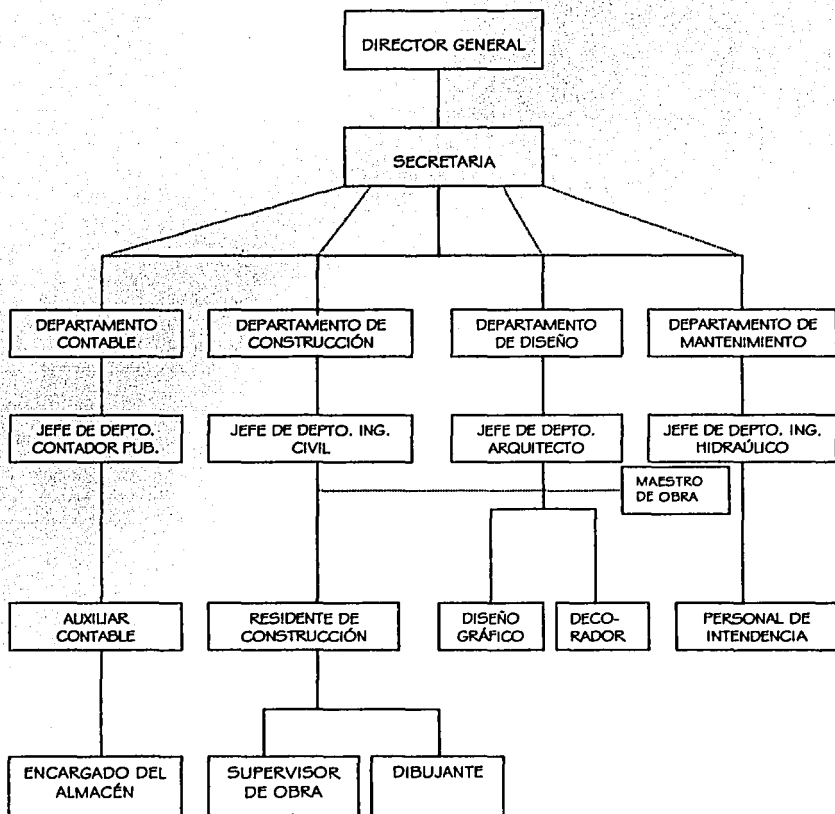 DIRECTOR GENERAL
SECRETARIA
DEPARTAMENTO
CONTABLE
DEPARTAMENTO DE
CONSTRUCCIÓN
DEPARTAMENTO
DE DISEÑO
DEPARTAMENTO DE
MANTENIMIENTO
JEFE DE DEPTO.
CONTADOR PUB.
JEFE DE DEPTO. ING.
CIVIL
JEFE DE DEPTO.
ARQUITECTO
JEFE DE DEPTO. ING.
HIDRAÚLICO
MAESTRO
DE OBRA
AUXILIAR
CONTABLE
RESIDENTE DE
CONSTRUCCIÓN
DISEÑO
GRÁFICO
DECO-
RADOR
PERSONAL DE
INTENDENCIA
ENCARGADO DEL
ALMACÉN
SUPERVISOR
DE OBRA
DIBUJANTE